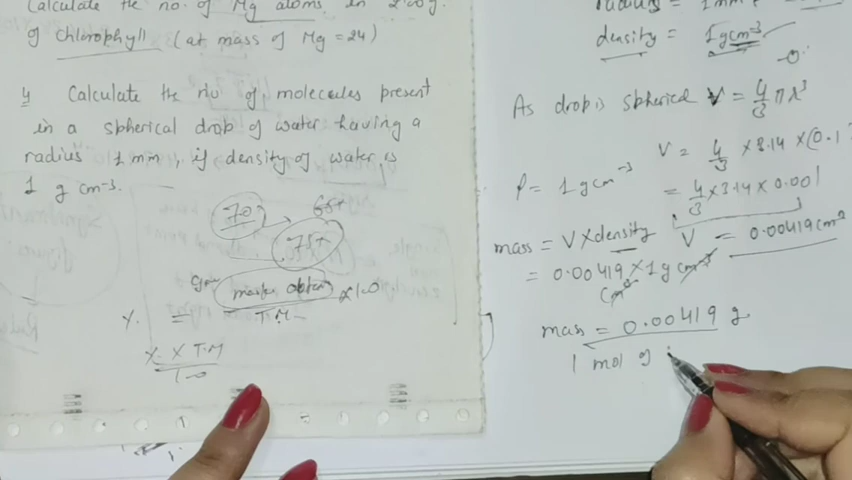 Calculate the no. of Mg atoms in
of chlorophyll (at mass of Mg = 24)
4 Calculate the no of molecules present
in a spherical drop of water having a
radius 1 mm, if density of water is
1 g cm⁻³.
70%
75%
marks obtain × 100
T.M
%. =
%. × T.M
100
= 1 mm
density = 1 g cm⁻³
As drop is spherical V = 4/3 πr³
V = 4/3 × 3.14 × (0.1
ρ = 1 g cm⁻³
= 4/3 × 3.14 × 0.001
mass = V × density
V = 0.00419 cm³
= 0.00419 × 1 g cm⁻³
cm³
mass = 0.00419 g
1 mol g